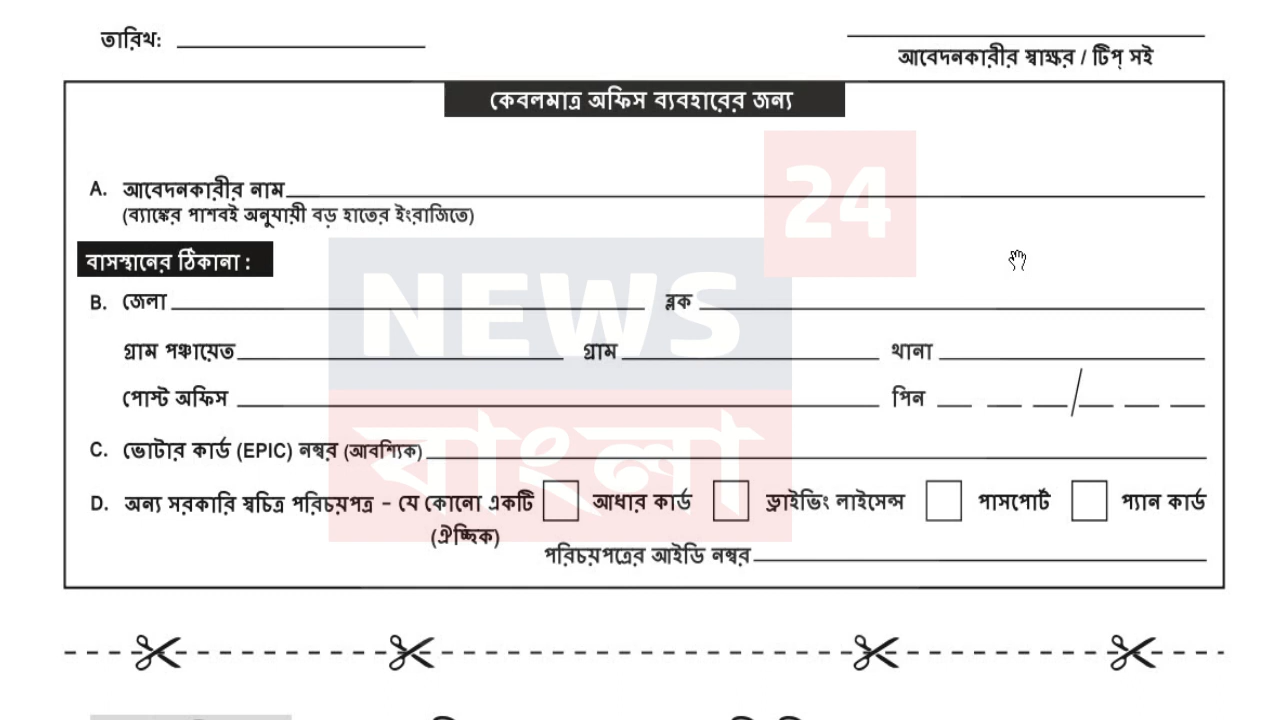 তারিখ:
আবেদনকারীর স্বাক্ষর / টিপ্ সই
কেবলমাত্র অফিস ব্যবহারের জন্য
A. আবেদনকারীর নাম
(ব্যাঙ্কের পাশবই অনুযায়ী বড় হাতের ইংরাজিতে)
বাসস্থানের ঠিকানা :
B. জেলা ব্লক
গ্রাম পঞ্চায়েত গ্রাম থানা
পোস্ট অফিস পিন /
C. ভোটার কার্ড (EPIC) নম্বর (আবশ্যিক)
D. অন্য সরকারি স্বচিত্র পরিচয়পত্র – যে কোনো একটি আধার কার্ড ড্রাইভিং লাইসেন্স পাসপোর্ট প্যান কার্ড
(ঐচ্ছিক)
পরিচয়পত্রের আইডি নম্বর
24
NEWS
বাংলা